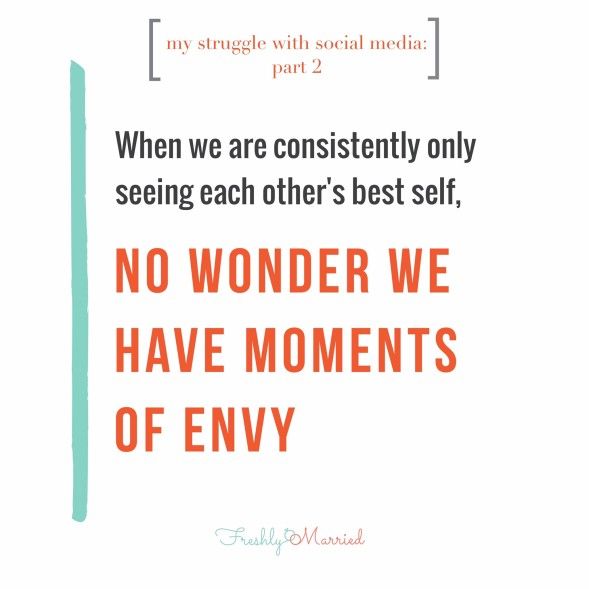 my struggle with social media:
part 2
When we are consistently only
seeing each other's best self,
NO WONDER WE
HAVE MOMENTS
OF ENVY
Freshly Married